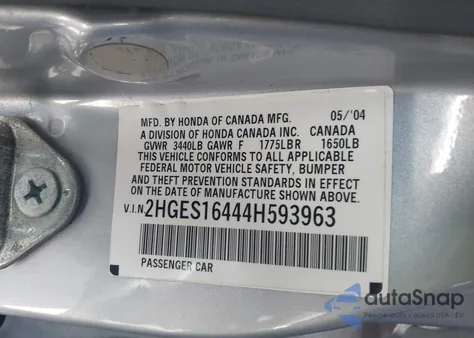 MFD. BY HONDA OF CANADA MFG. 05/'04
A DIVISION OF HONDA CANADA INC. CANADA
GVWR 3440LB GAWR F 1775LB R 1650LB
THIS VEHICLE CONFORMS TO ALL APPLICABLE
FEDERAL MOTOR VEHICLE SAFETY, BUMPER
AND THEFT PREVENTION STANDARDS IN EFFECT
ON THE DATE OF MANUFACTURE SHOWN ABOVE.
V.I.N. 2HGES16444H593963
PASSENGER CAR
autoSnap